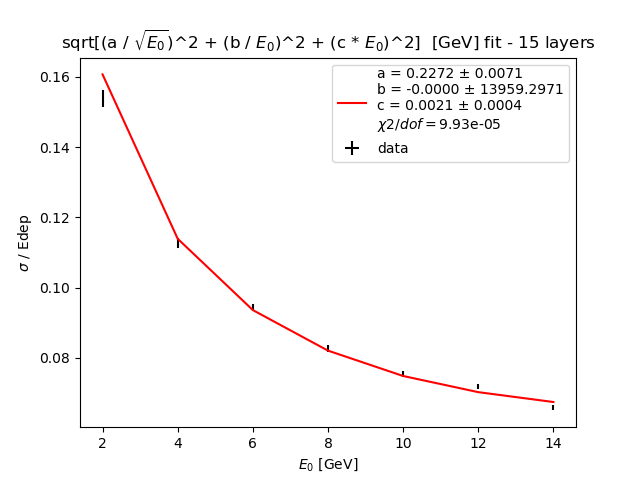 sqrt[(a / √E₀)^2 + (b / E₀)^2 + (c * E₀)^2] [GeV] fit - 15 layers
a = 0.2272 ± 0.0071
b = -0.0000 ± 13959.2971
c = 0.0021 ± 0.0004
χ2/dof = 9.93e-05
data
σ / Edep
0.16
0.14
0.12
0.10
0.08
2 4 6 8 10 12 14
E₀ [GeV]